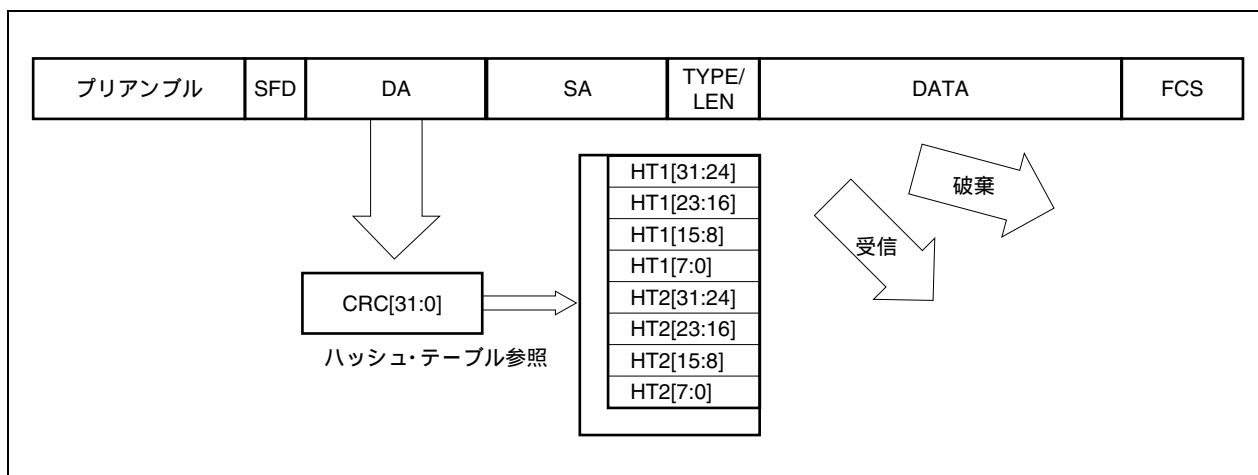 プリアンブル SFD DA SA TYPE/
LEN DATA FCS
HT1[31:24]
HT1[23:16]
HT1[15:8]
HT1[7:0]
HT2[31:24]
HT2[23:16]
HT2[15:8]
HT2[7:0]
CRC[31:0]
ハッシュ・テーブル参照
破棄
受信